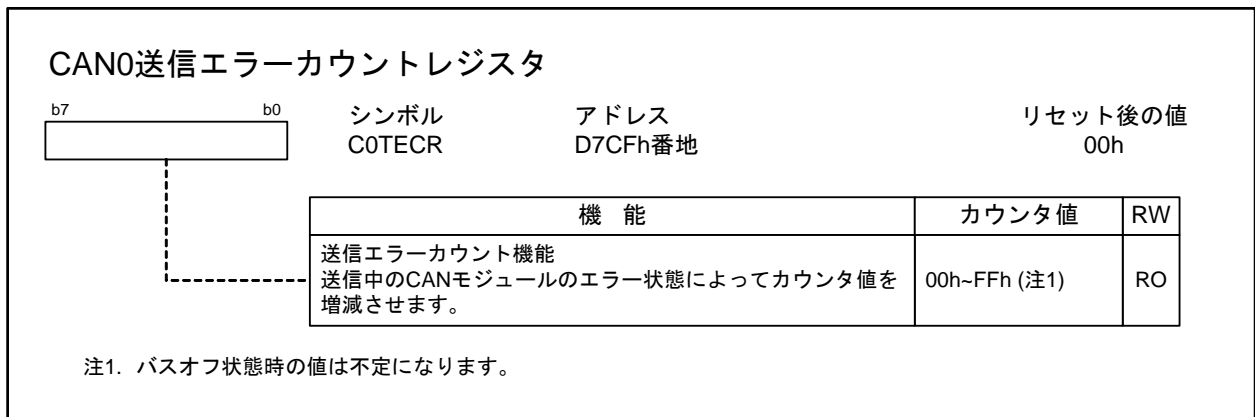 CAN0送信エラーカウントレジスタ
b7 b0 シンボル アドレス リセット後の値
C0TECR D7CFh番地 00h
機 能 カウンタ値 RW
送信エラーカウント機能
送信中のCANモジュールのエラー状態によってカウンタ値を
増減させます。
00h~FFh (注1) RO
注1. バスオフ状態時の値は不定になります。